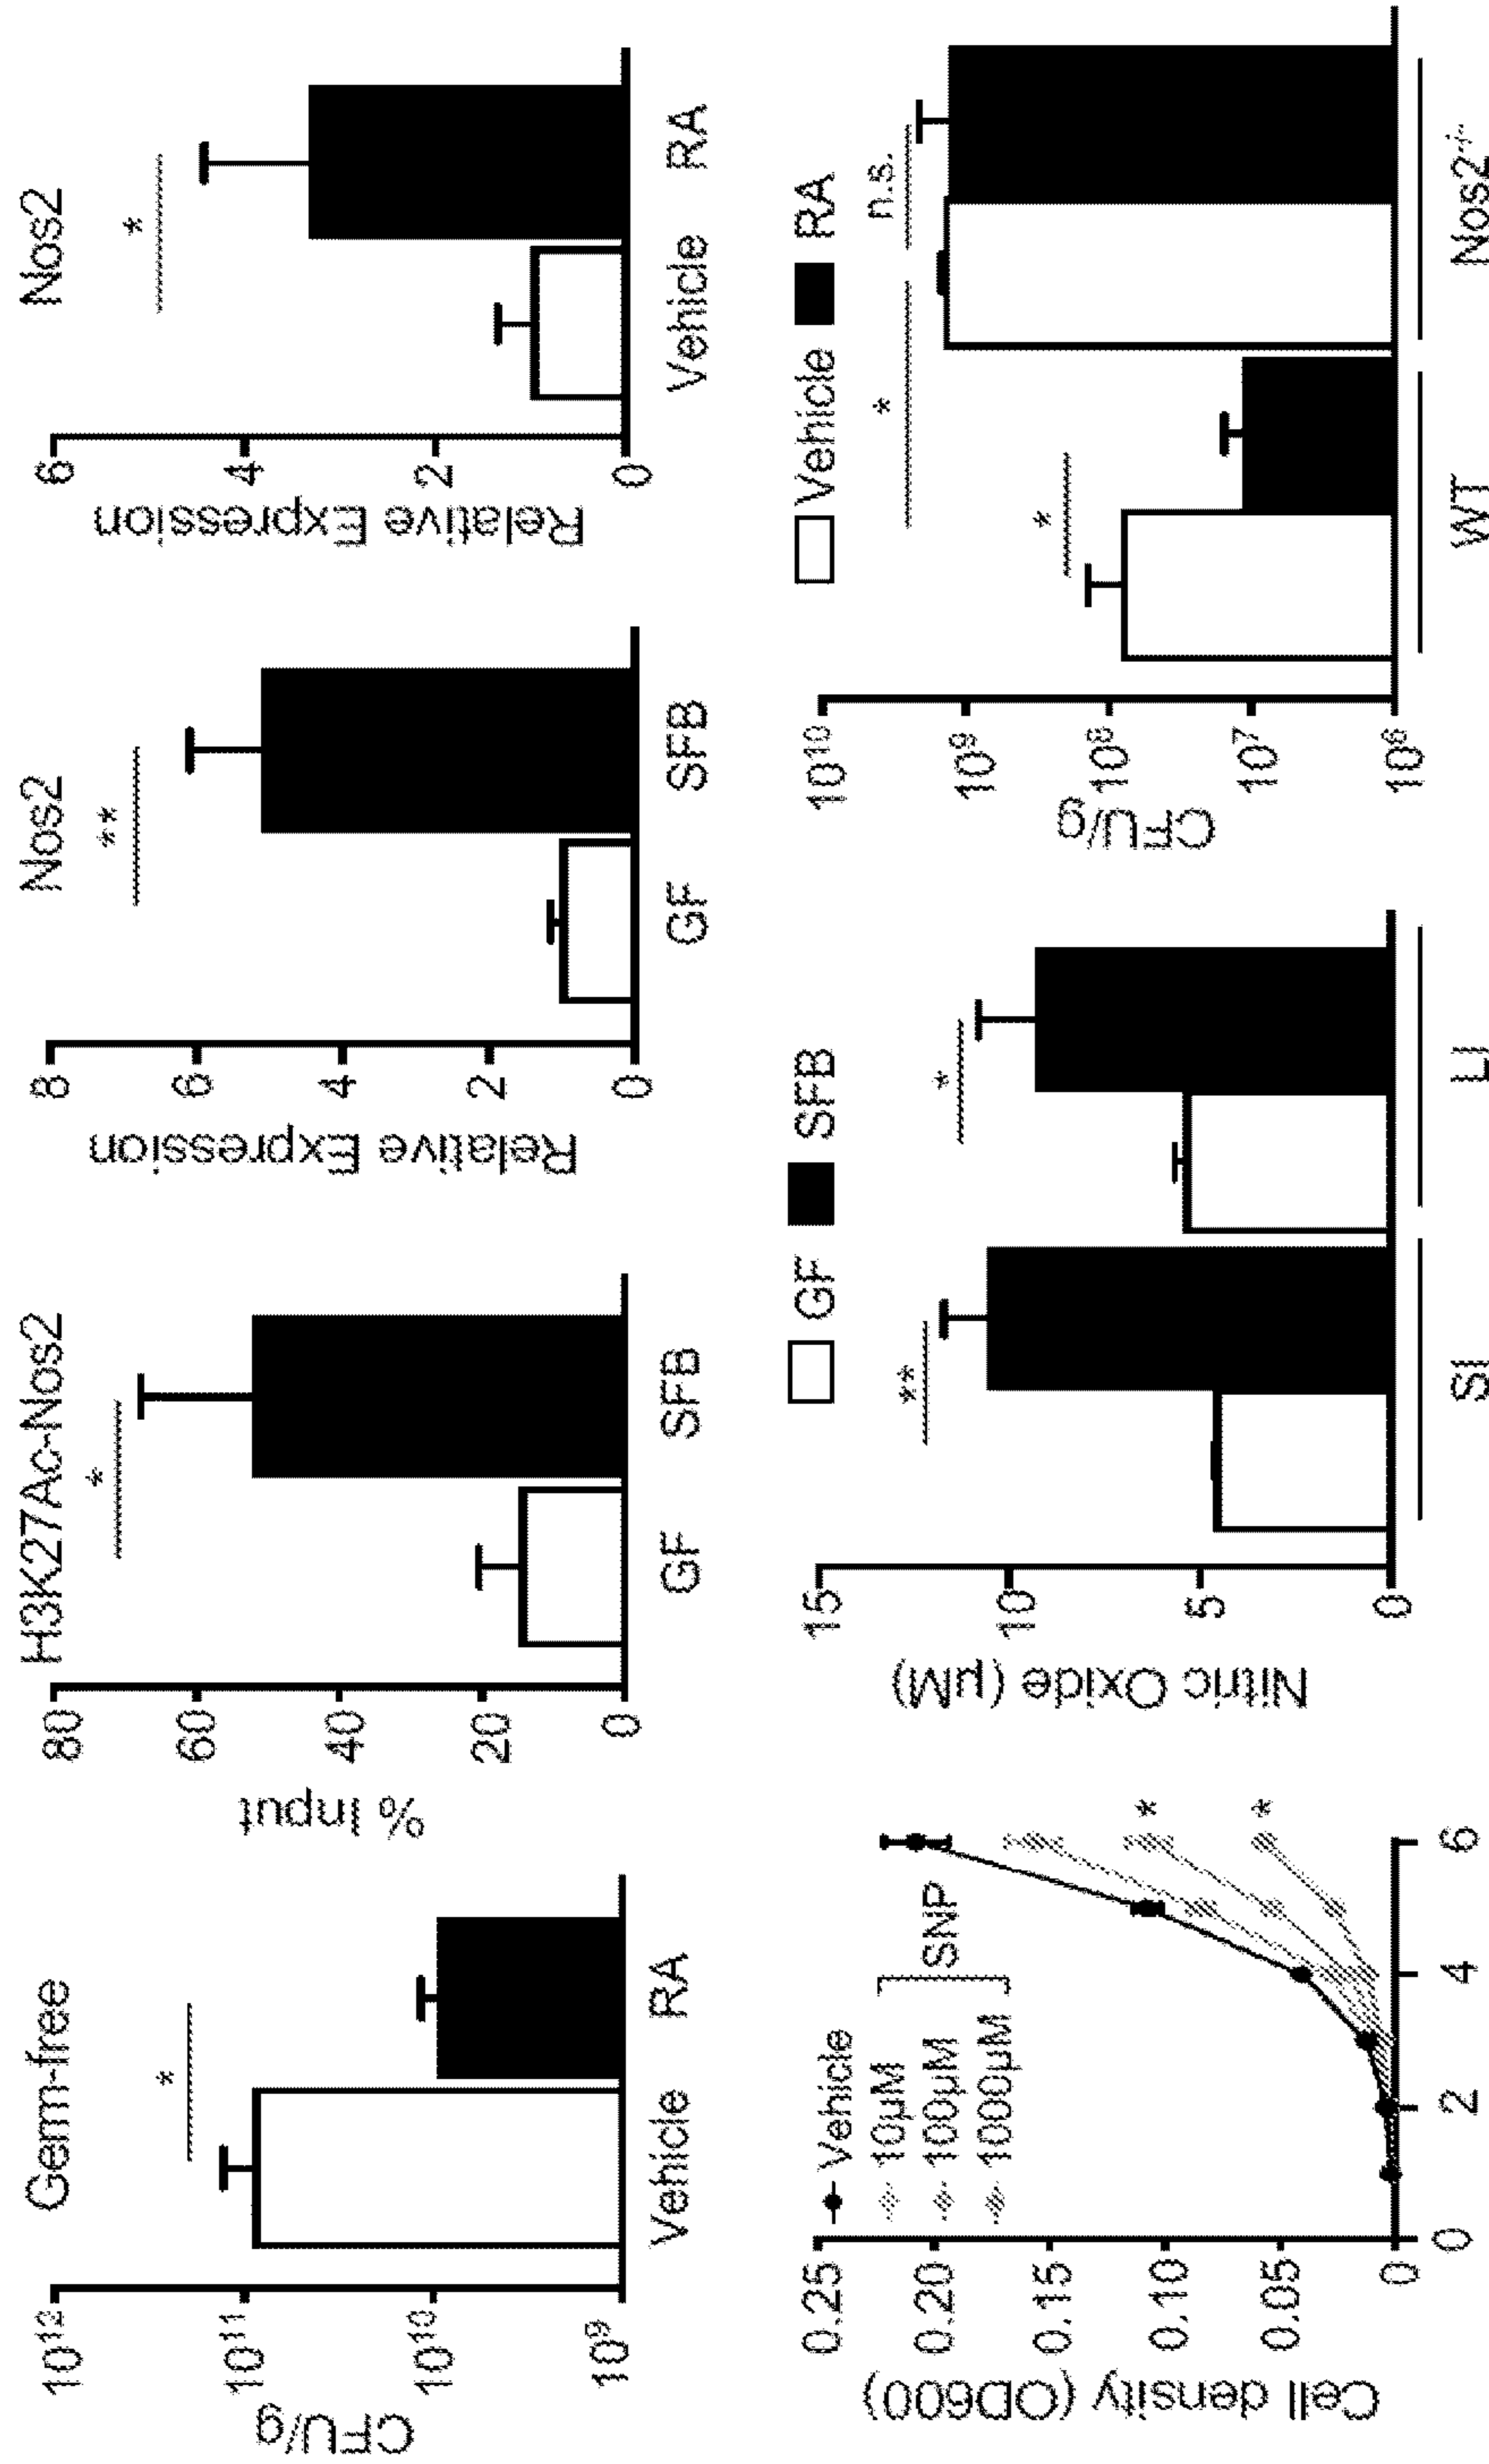 Germ-free
CFU/g
10¹²
10¹¹
10¹⁰
10⁹
*
Vehicle RA
H3K27Ac-Nos2
% Input
80
60
40
20
0
*
GF SFB
Nos2
Relative Expression
8
6
4
2
0
**
GF SFB
Nos2
Relative Expression
6
4
2
0
*
Vehicle RA
Cell density (OD600)
0.25
0.20
0.15
0.10
0.05
0
Vehicle
10µM
100µM
1000µM
SNP
*
*
0 2 4 6
GF SFB
Nitric Oxide (µM)
15
10
5
0
**
*
SI LI
Vehicle RA
CFU/g
10¹⁰
10⁹
10⁸
10⁷
10⁶
*
*
n.s.
WT Nos2⁻/⁻